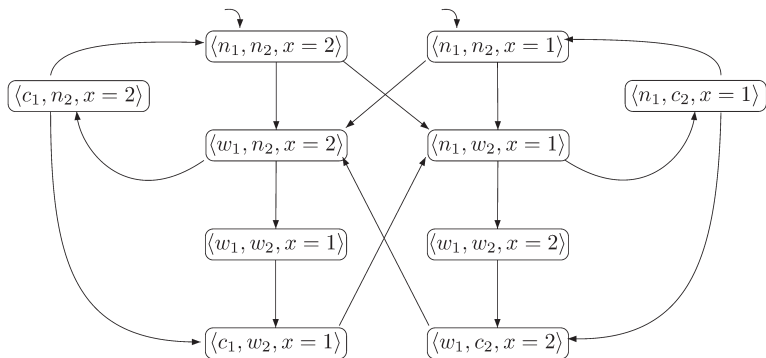 ⟨n₁, n₂, x = 2⟩
⟨n₁, n₂, x = 1⟩
⟨c₁, n₂, x = 2⟩
⟨n₁, c₂, x = 1⟩
⟨w₁, n₂, x = 2⟩
⟨n₁, w₂, x = 1⟩
⟨w₁, w₂, x = 1⟩
⟨w₁, w₂, x = 2⟩
⟨c₁, w₂, x = 1⟩
⟨w₁, c₂, x = 2⟩